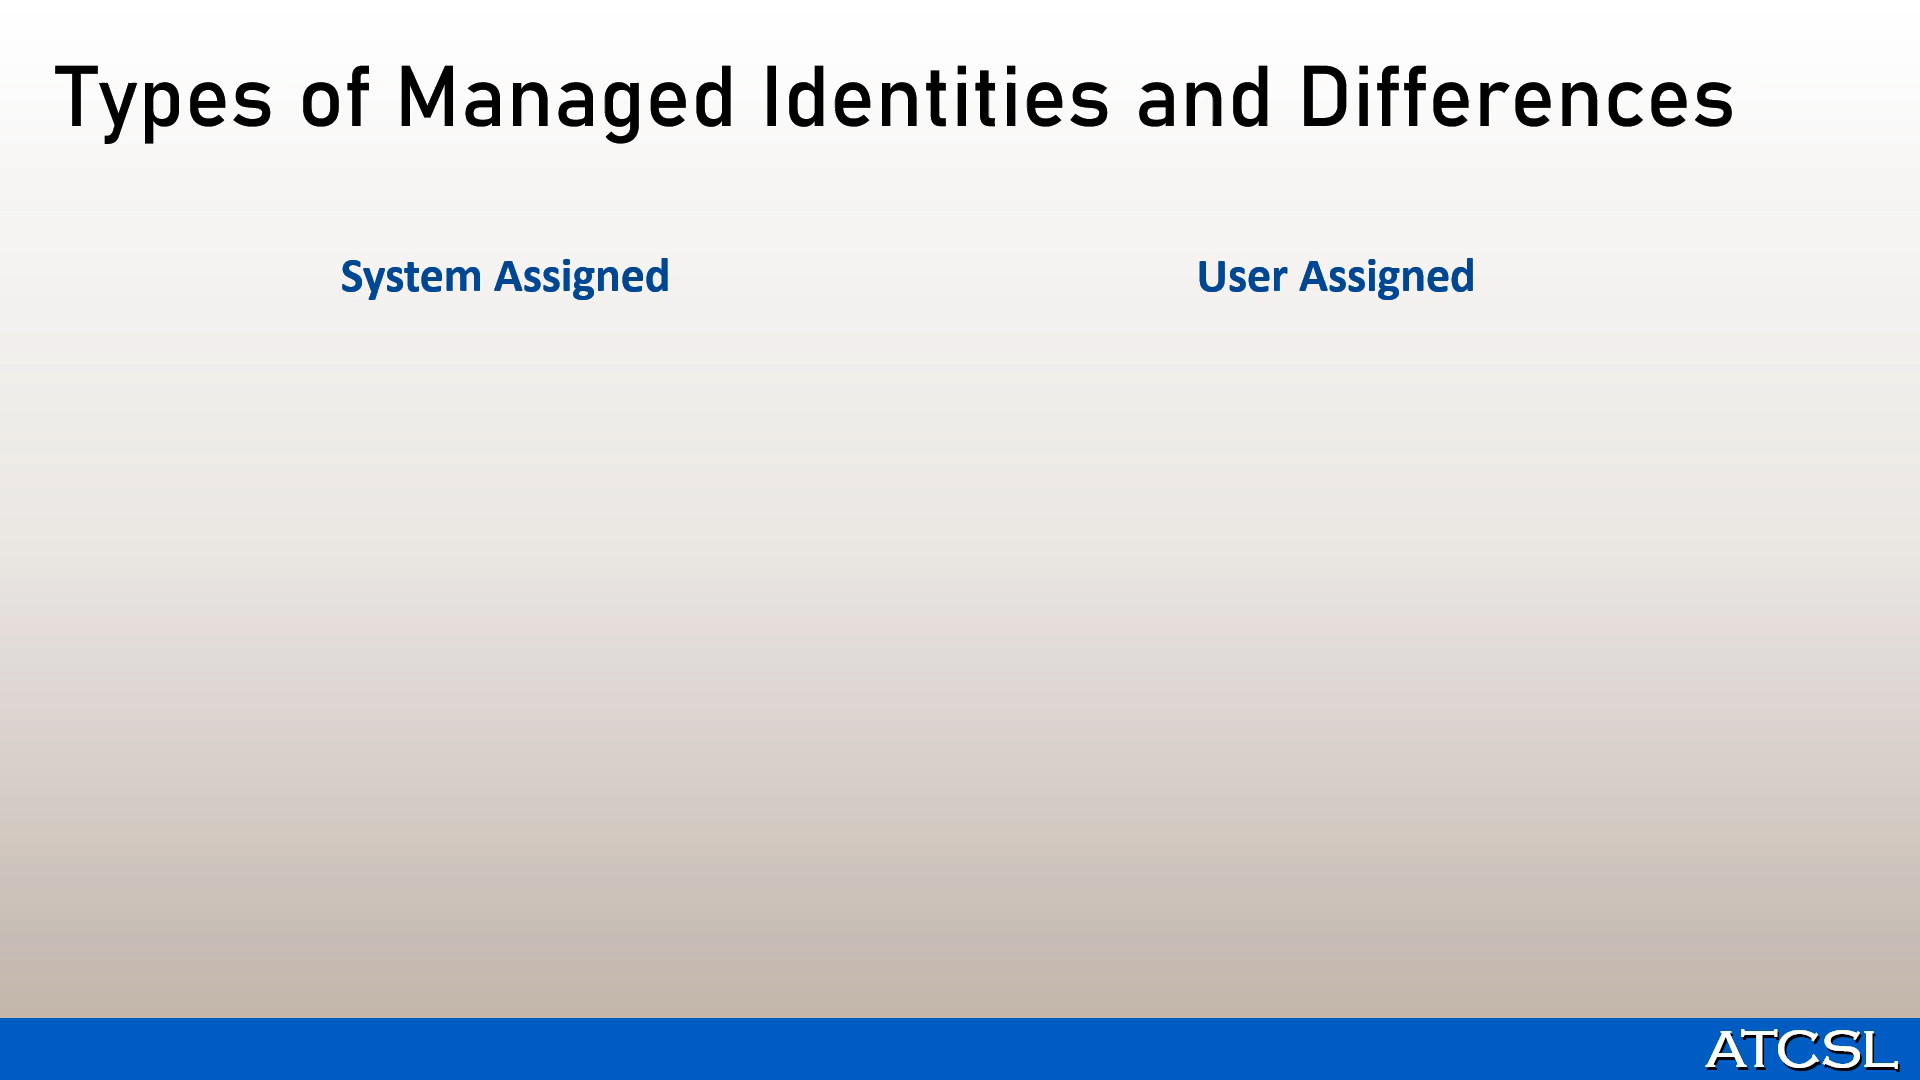 Types of Managed Identities and Differences
System Assigned
User Assigned
ATCSL